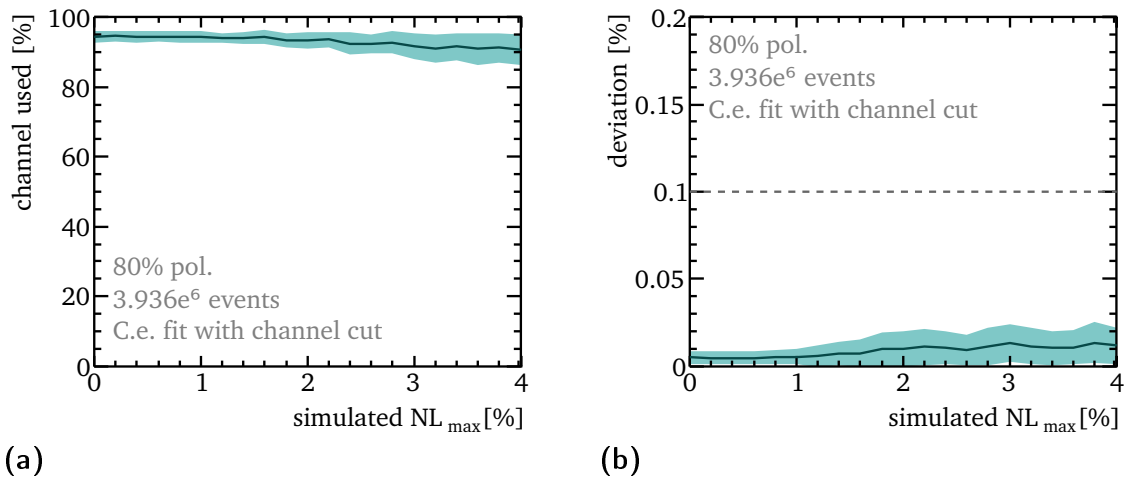 channel used [%]
100
80
60
40
20
0
80% pol.
3.936e⁶ events
C.e. fit with channel cut
0 1 2 3 4
simulated NL max [%]
(a)
deviation [%]
0.2
0.15
0.1
0.05
0
80% pol.
3.936e⁶ events
C.e. fit with channel cut
0 1 2 3 4
simulated NL max [%]
(b)